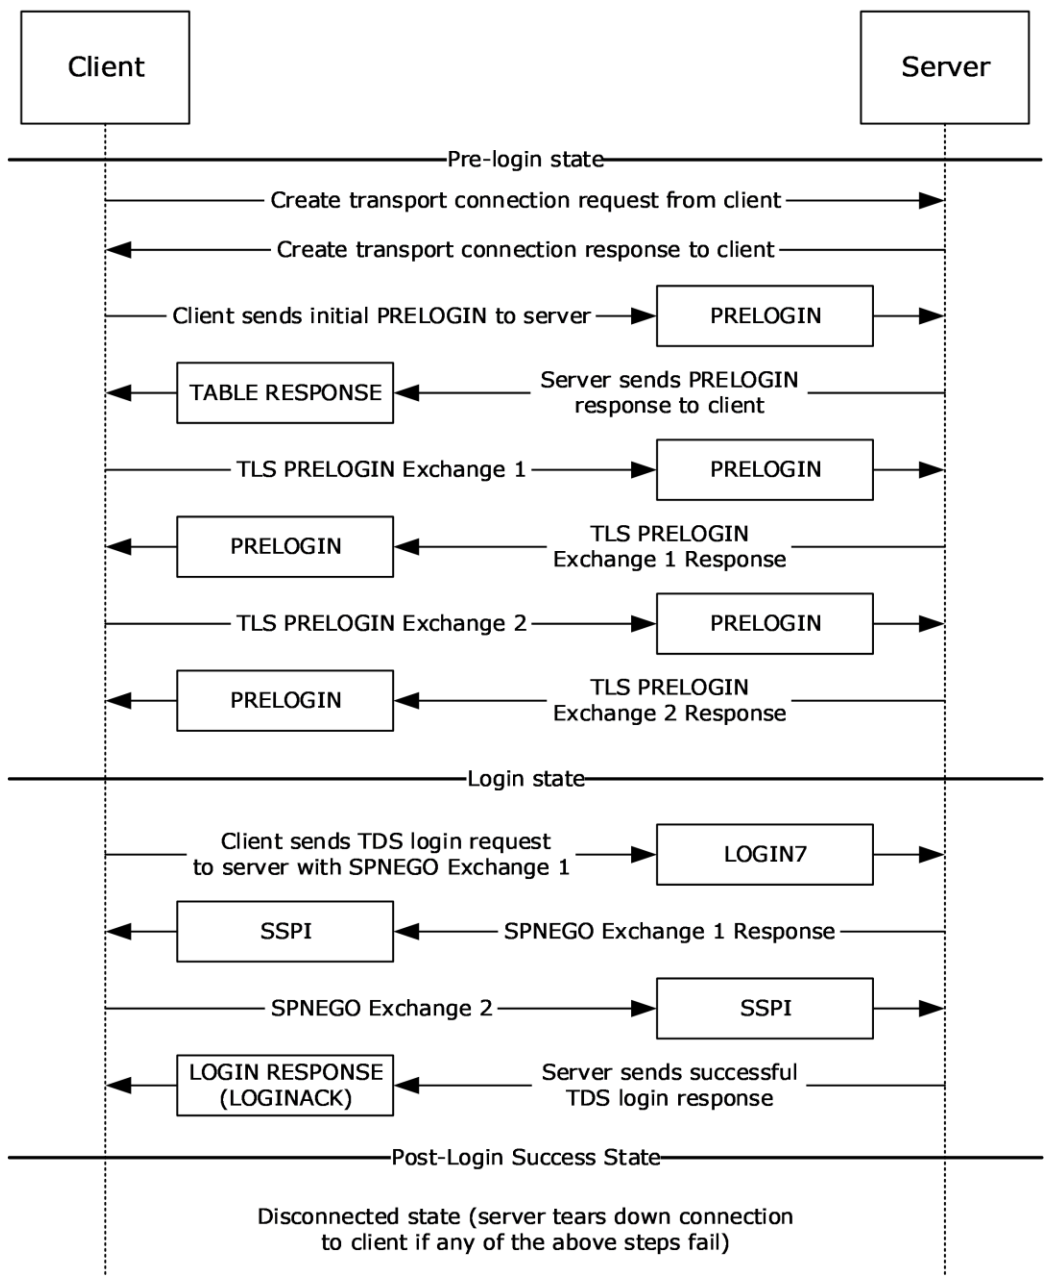 Client
Server
Pre-login state
Create transport connection request from client
Create transport connection response to client
Client sends initial PRELOGIN to server
PRELOGIN
TABLE RESPONSE
Server sends PRELOGIN
response to client
TLS PRELOGIN Exchange 1
PRELOGIN
PRELOGIN
TLS PRELOGIN
Exchange 1 Response
TLS PRELOGIN Exchange 2
PRELOGIN
PRELOGIN
TLS PRELOGIN
Exchange 2 Response
Login state
Client sends TDS login request
to server with SPNEGO Exchange 1
LOGIN7
SSPI
SPNEGO Exchange 1 Response
SPNEGO Exchange 2
SSPI
LOGIN RESPONSE
(LOGINACK)
Server sends successful
TDS login response
Post-Login Success State
Disconnected state (server tears down connection
to client if any of the above steps fail)